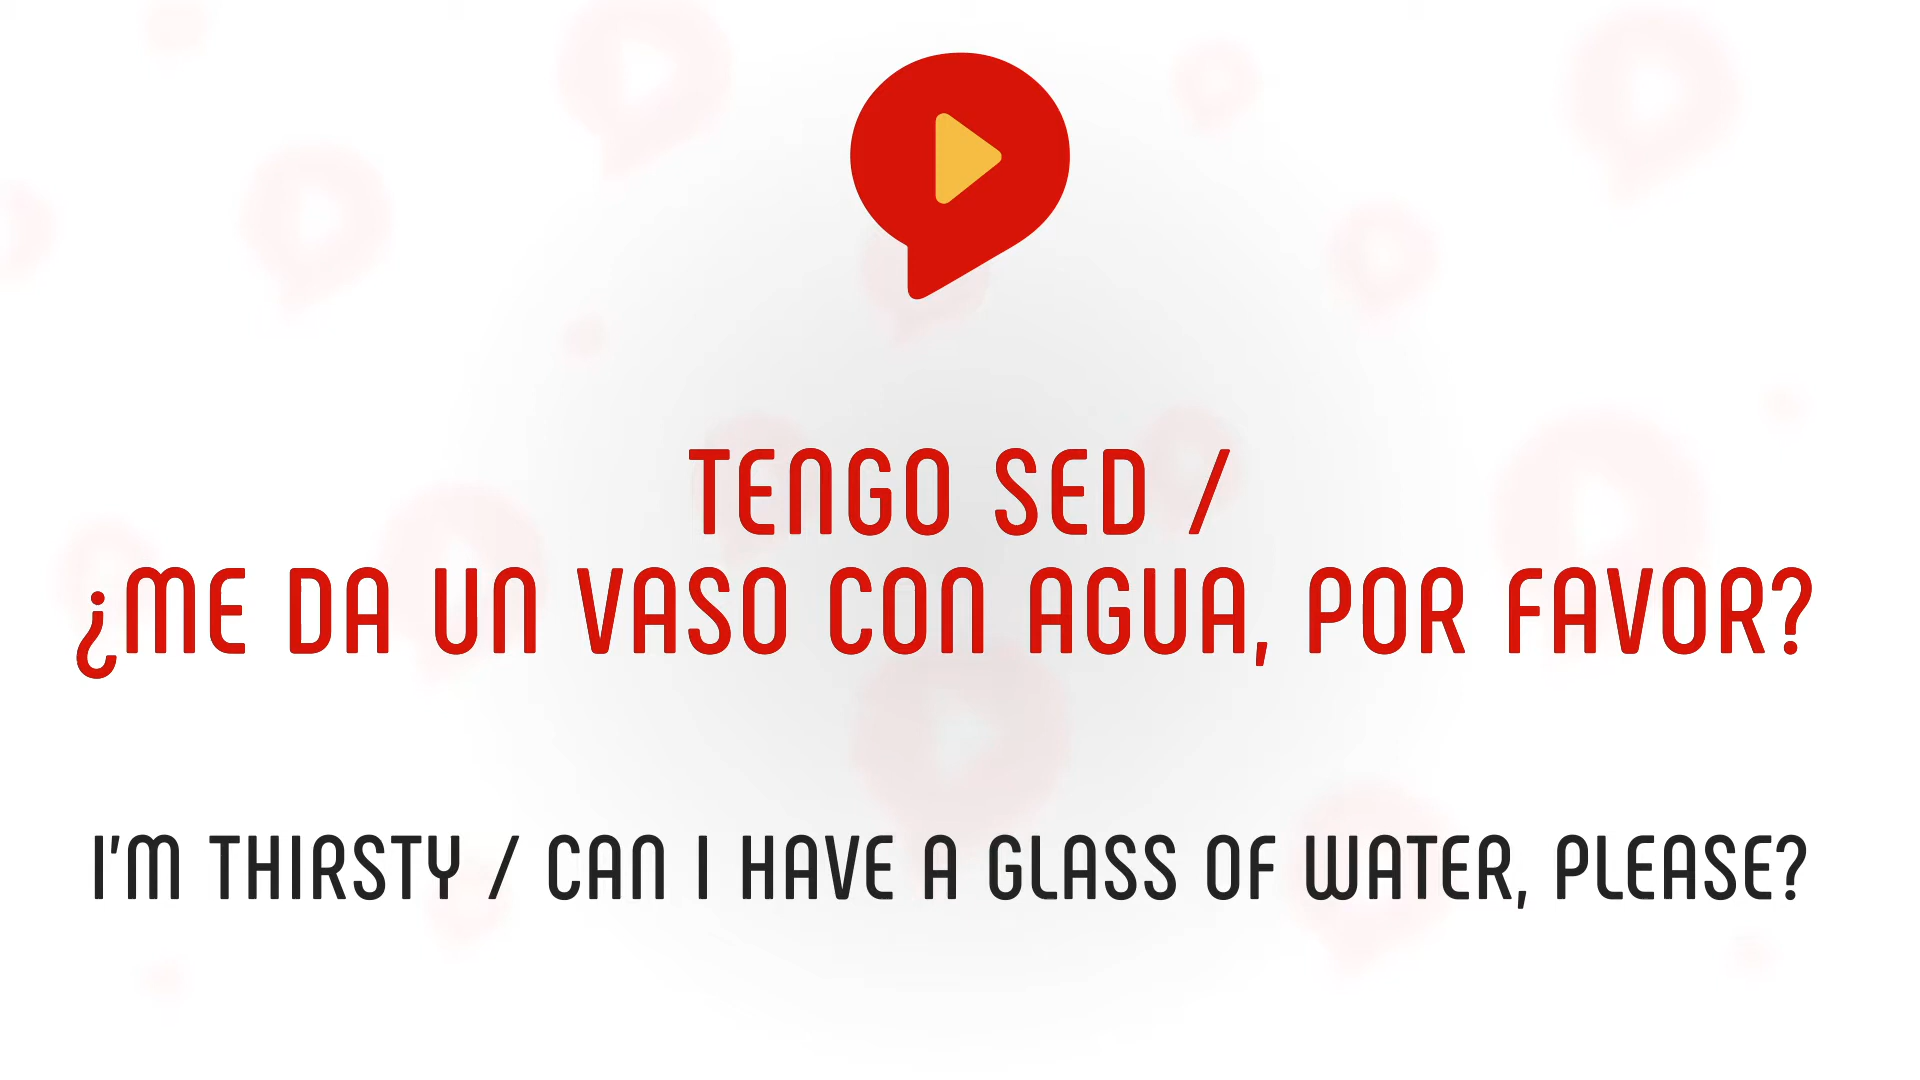 TENGO SED /
¿ME DA UN VASO CON AGUA, POR FAVOR?
I'M THIRSTY / CAN I HAVE A GLASS OF WATER, PLEASE?